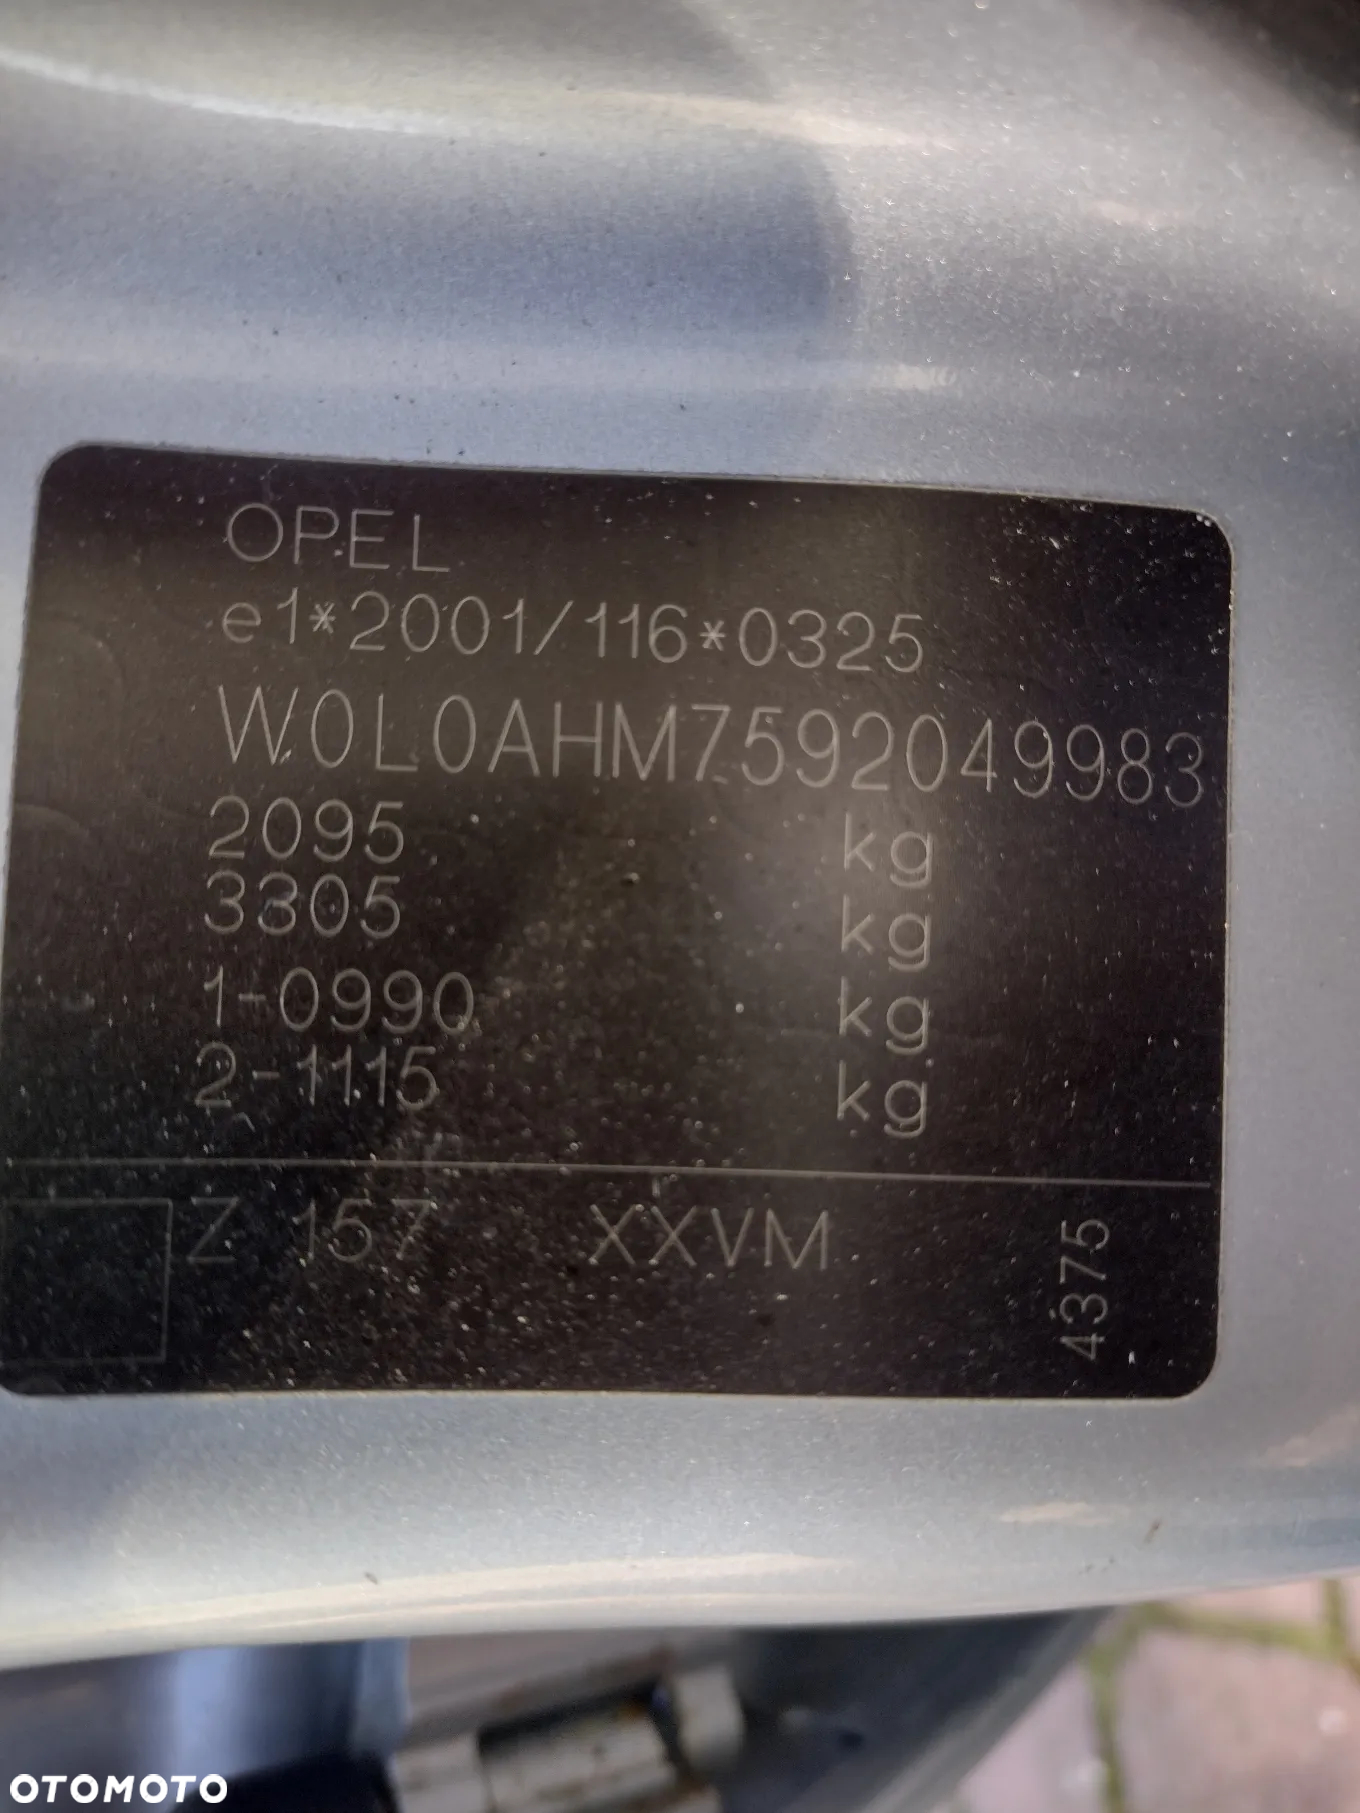 OPEL
e1*2001/116*0325
W0L0AHM7592049983
2095 kg
3305 kg
1-0990 kg
2-1115 kg
Z 157 XXVM
4375
OTOMOTO